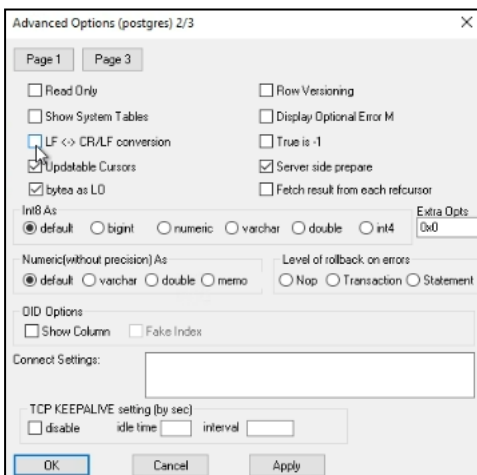 Advanced Options (postgres) 2/3
Page 1 Page 3
Read Only Row Versioning
Show System Tables Display Optional Error M
LF <-> CR/LF conversion True is -1
Updatable Cursors Server side prepare
bytea as LO Fetch result from each refcursor
Int8 As Extra Opts
default bigint numeric varchar double int4 0x0
Numeric(without precision) As Level of rollback on errors
default varchar double memo Nop Transaction Statement
OID Options
Show Column Fake Index
Connect Settings:
TCP KEEPALIVE setting (by sec)
disable idle time interval
OK Cancel Apply